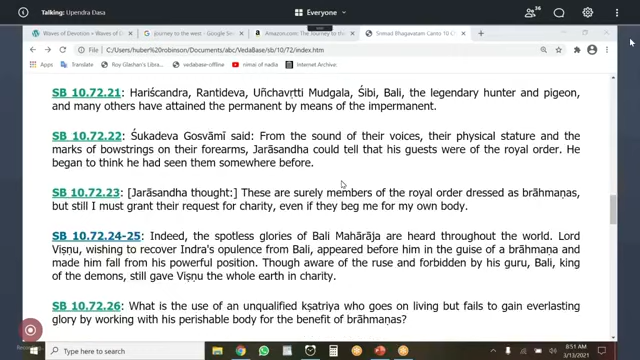 Talking: Upendra Dasa
Everyone
36
Waves of Devotion • Waves of D
journey to the west - Google Se
Amazon.com: The Journey to th
Srimad Bhagavatam Canto 10 C
File | C:/Users/huber robinson/Documents/abc/VedaBase/sb/10/72/index.htm
YouTube
Maps
Roy Glachan's Library
vedabase-offline
nimai of nadia
Internet Archive
SB 10.72.21: Hariścandra, Rantideva, Uñchavṛtti Mudgala, Śibi, Bali, the legendary hunter and pigeon,
and many others have attained the permanent by means of the impermanent.
SB 10.72.22: Śukadeva Gosvāmī said: From the sound of their voices, their physical stature and the
marks of bowstrings on their forearms, Jarāsandha could tell that his guests were of the royal order. He
began to think he had seen them somewhere before.
SB 10.72.23: [Jarāsandha thought:] These are surely members of the royal order dressed as brāhmaṇas,
but still I must grant their request for charity, even if they beg me for my own body.
SB 10.72.24-25: Indeed, the spotless glories of Bali Mahārāja are heard throughout the world. Lord
Viṣṇu, wishing to recover Indra's opulence from Bali, appeared before him in the guise of a brāhmaṇa and
made him fall from his powerful position. Though aware of the ruse and forbidden by his guru, Bali, king
of the demons, still gave Viṣṇu the whole earth in charity.
SB 10.72.26: What is the use of an unqualified kṣatriya who goes on living but fails to gain everlasting
glory by working with his perishable body for the benefit of brāhmaṇas?
Type here to search
8:51 AM
3/13/2021